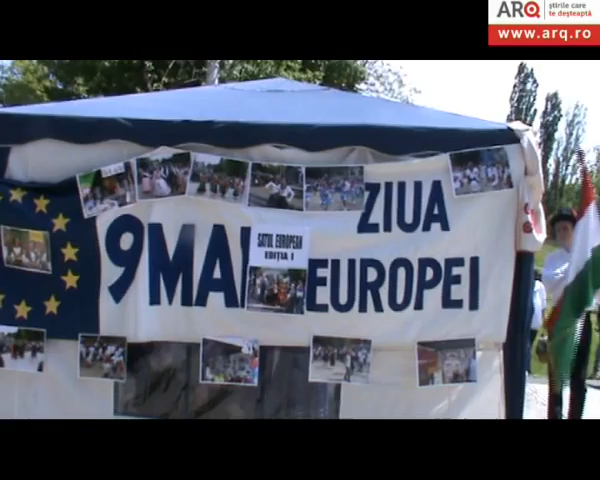 ARQ știrile care
te deșteaptă
www.arq.ro
ZIUA
9 MAI
SATUL EUROPEAN
EDIȚIA I
EUROPEI